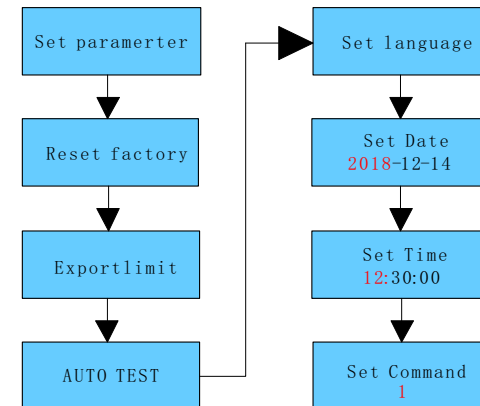 Set paramerter
Reset factory
Exportlimit
AUTO TEST
Set language
Set Date
2018-12-14
Set Time
12:30:00
Set Command
1